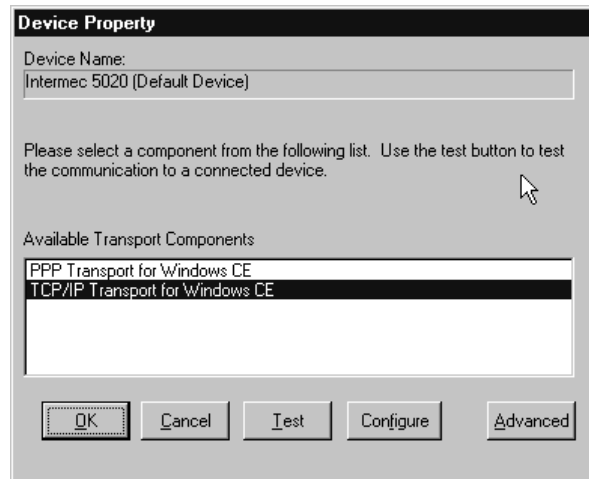 Device Property
Device Name:
Intermec 5020 (Default Device)
Please select a component from the following list. Use the test button to test
the communication to a connected device.
Available Transport Components
PPP Transport for Windows CE
TCP/IP Transport for Windows CE
OK Cancel Test Configure Advanced